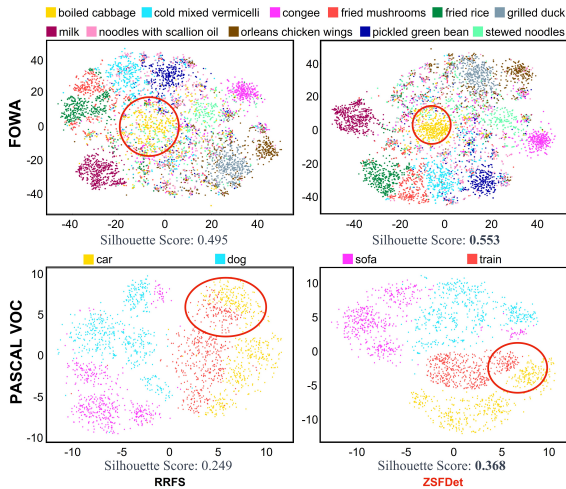 boiled cabbage cold mixed vermicelli congee fried mushrooms fried rice grilled duck
milk noodles with scallion oil orleans chicken wings pickled green bean stewed noodles
FOWA
40
20
0
-20
-40
-40 -20 0 20 40
40
20
0
-20
-40
-40 -20 0 20 40
Silhouette Score: 0.495
Silhouette Score: 0.553
car dog sofa train
PASCAL VOC
10
5
0
-5
-10
-10 -5 0 5 10
10
5
0
-5
-10
-10 -5 0 5 10
Silhouette Score: 0.249
Silhouette Score: 0.368
RRFS
ZSFDet